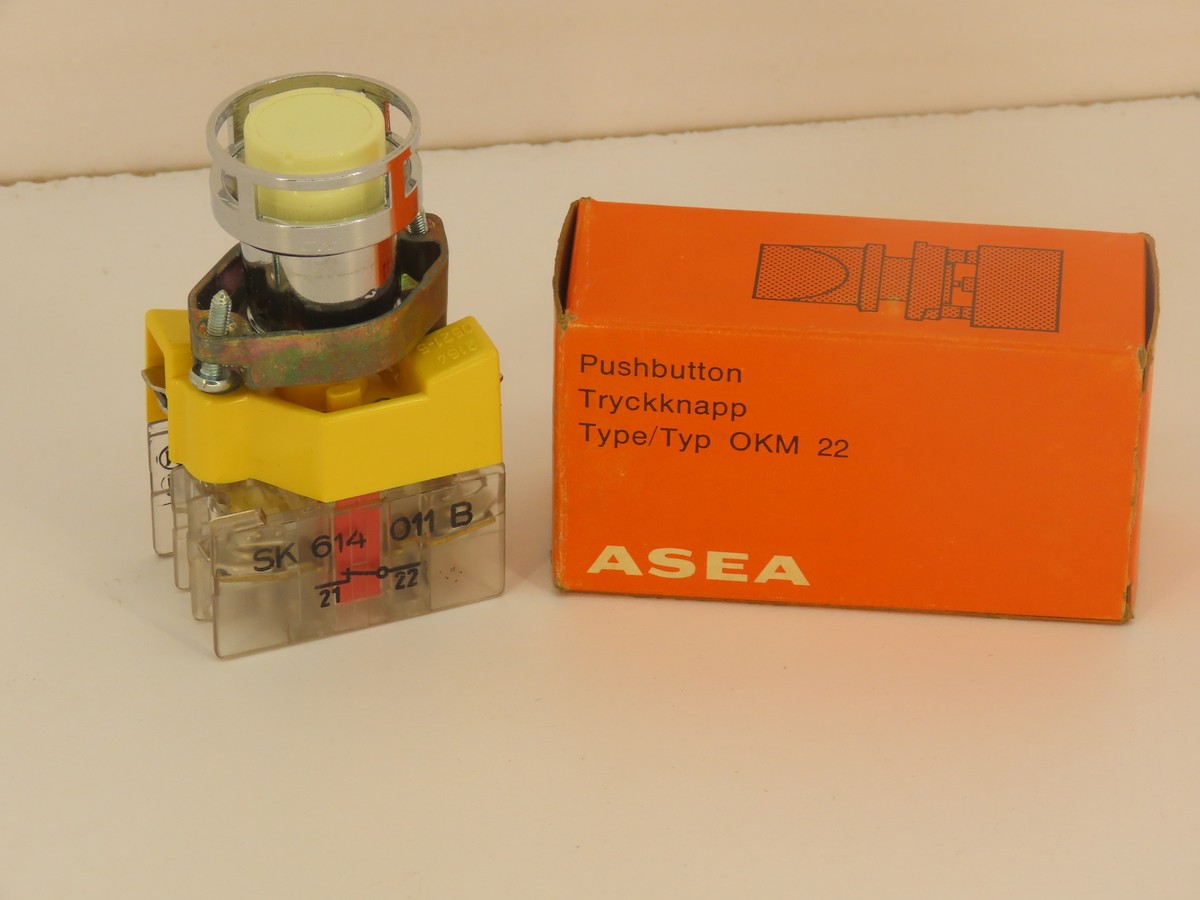 SK 614 011 B
21 22
Pushbutton
Tryckknapp
Type/Typ OKM 22
ASEA